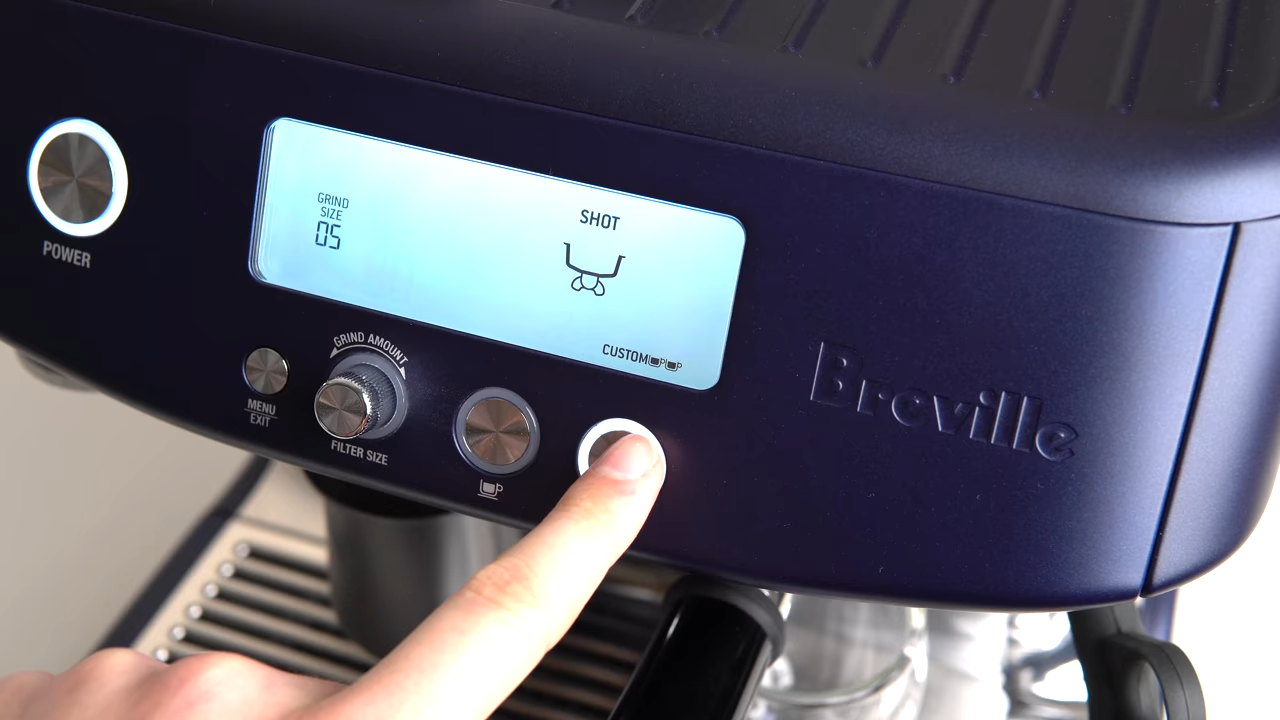 POWER
GRIND
SIZE
05
SHOT
CUSTOM
GRIND AMOUNT
FILTER SIZE
MENU
EXIT
Breville